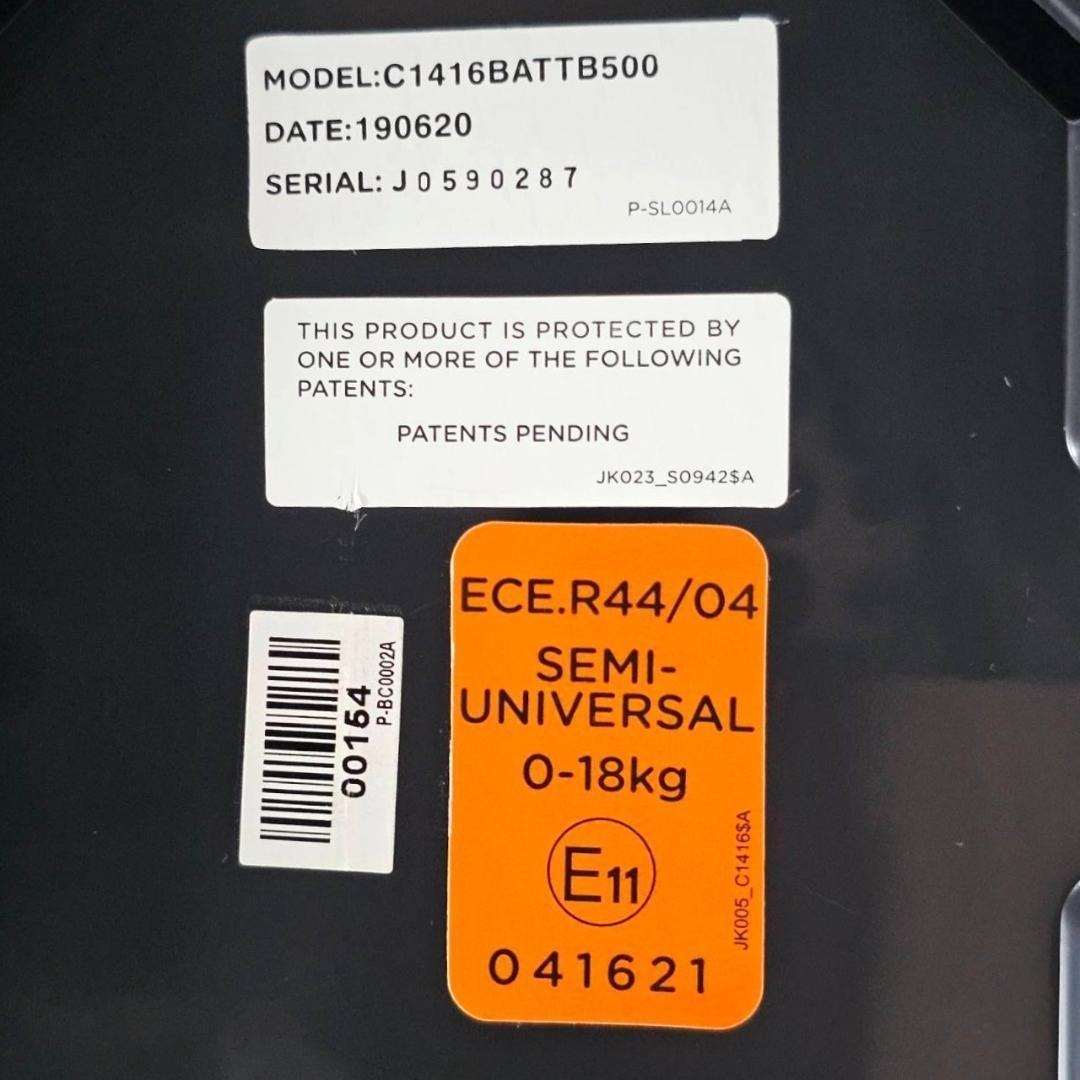 MODEL:C1416BATTB500
DATE:190620
SERIAL: J0590287
P-SL0014A
THIS PRODUCT IS PROTECTED BY
ONE OR MORE OF THE FOLLOWING
PATENTS:
PATENTS PENDING
JK023_S0942$A
00154
P-BC0002A
ECE.R44/04
SEMI-
UNIVERSAL
0-18kg
E11
041621
JK005_C1416$A